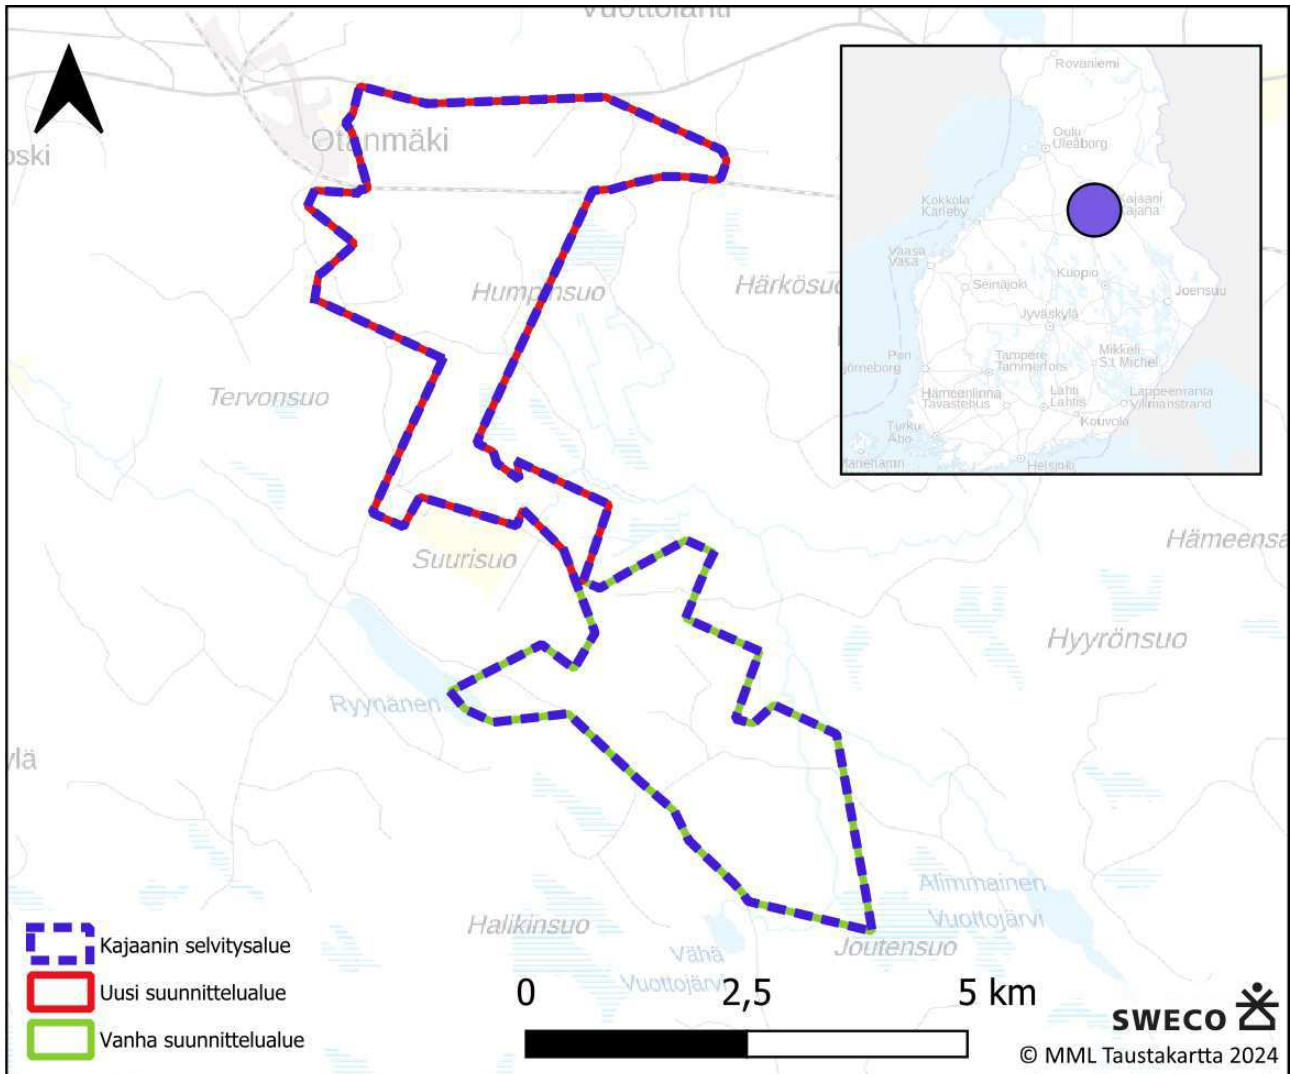 Vuottolahti
Otanmäki
oski
Humpinsuo
Härkösuo
Tervonsuo
Suurisuo
Hämeensa
Hyyrönsuo
Ryynänen
ylä
Alimmainen
Vuottojärvi
Halikinsuo
Joutensuo
Vähä
Vuottojärvi
Rovaniemi
Oulu
Uleåborg
Kokkola
Karleby
Kajaani
Kajana
Vaasa
Vasa
Kuopio
Seinäjoki
Joensuu
Jyväskylä
Pori
Björneborg
Tampere
Tammerfors
Mikkeli
S:t Michel
Hämeenlinna
Tavastehus
Lahti
Lahtis
Lappeenranta
Villmanstrand
Kouvola
Turku
Åbo
Helsinki
Kajaanin selvitysalue
Uusi suunnittelualue
Vanha suunnittelualue
0 2,5 5 km
SWECO
© MML Taustakartta 2024